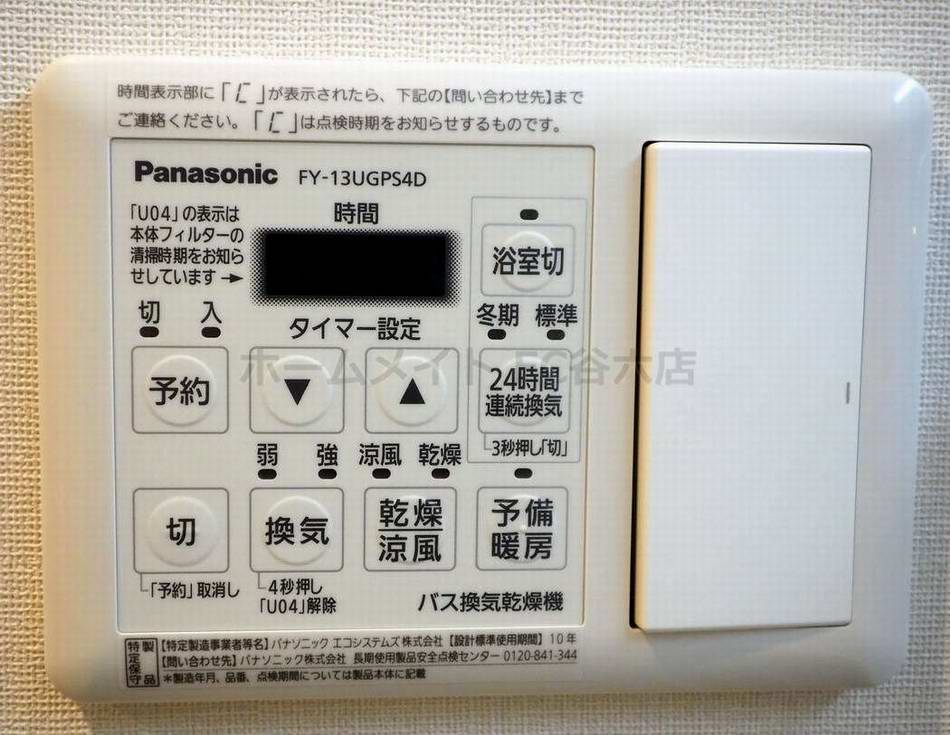 時間表示部に「[」が表示されたら、下記の【問い合わせ先】まで
ご連絡ください。「[」は点検時期をお知らせするものです。
Panasonic FY-13UGPS4D
「U04」の表示は
本体フィルターの
清掃時期をお知ら
せしています→
時間
浴室切
切 入
タイマー設定
冬期 標準
予約
▼
▲
24時間
連続換気
3秒押し「切」
弱 強 涼風 乾燥
切
換気
乾燥
涼風
予備
暖房
「予約」取消し
4秒押し
「U04」解除
バス換気乾燥機
特定保守製品
【特定製造事業者等名】パナソニック エコシステムズ株式会社【設計標準使用期間】10年
【問い合わせ先】パナソニック株式会社 長期使用製品安全点検センター 0120-841-344
＊製造年月、品番、点検期間については製品本体に記載
ホームメイトFC谷六店